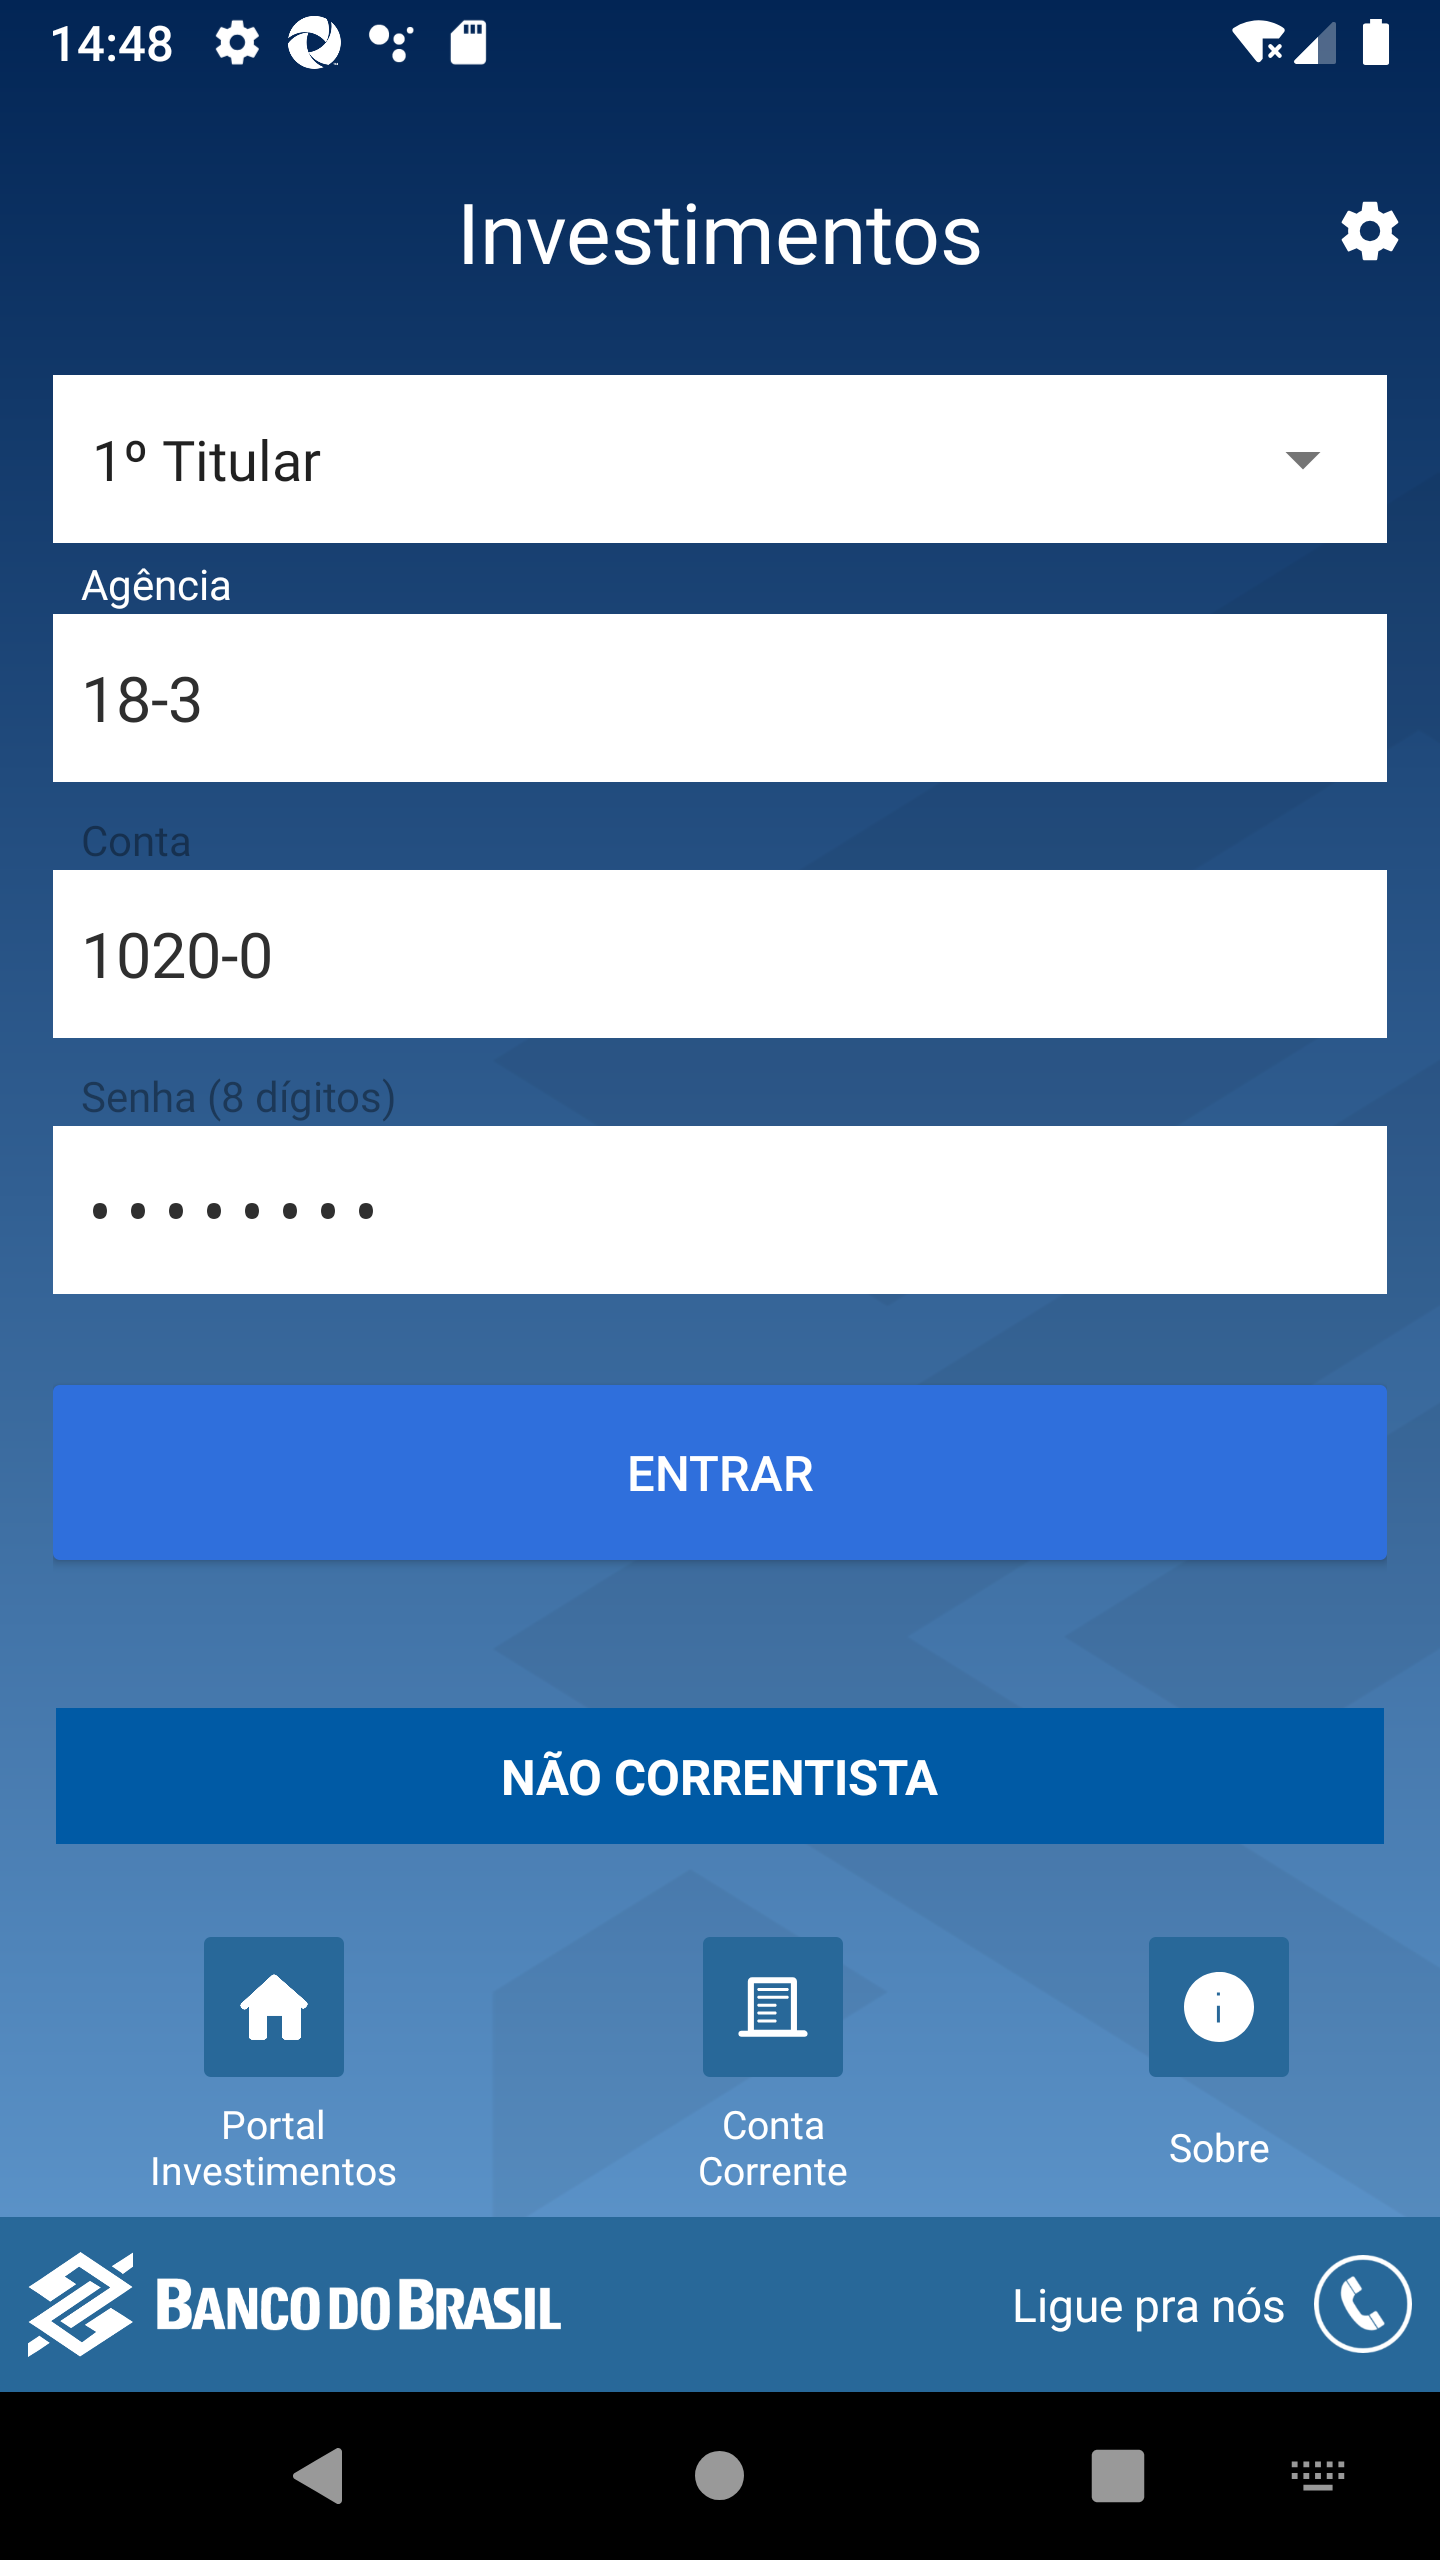 14:48
Investimentos
1º Titular
Agência
18-3
Conta
1020-0
Senha (8 dígitos)
••••••••
ENTRAR
NÃO CORRENTISTA
Portal
Investimentos
Conta
Corrente
Sobre
BANCO DO BRASIL
Ligue pra nós